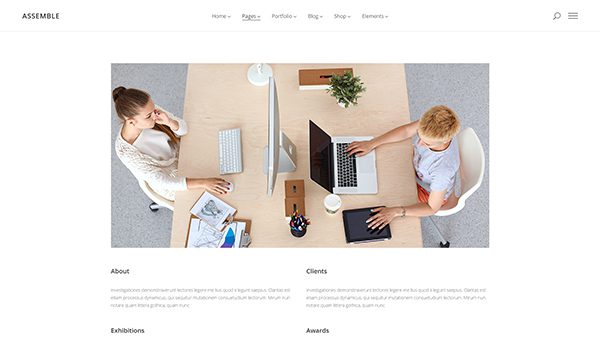 ASSEMBLE
Home Pages Portfolio Blog Shop Elements
About
Investigationes demonstraverunt lectores legere me lius quod ii legunt saepius. Claritas est
etiam processus dynamicus, qui sequitur mutationem consuetudium lectorum. Mirum
notare quam littera gothica, quam nunc
Clients
Investigationes demonstraverunt lectores legere me lius quod ii legunt saepius. Claritas est
etiam processus dynamicus, qui sequitur mutationem consuetudium lectorum. Mirum
notare quam littera gothica, quam nunc
Exhibitions
Awards